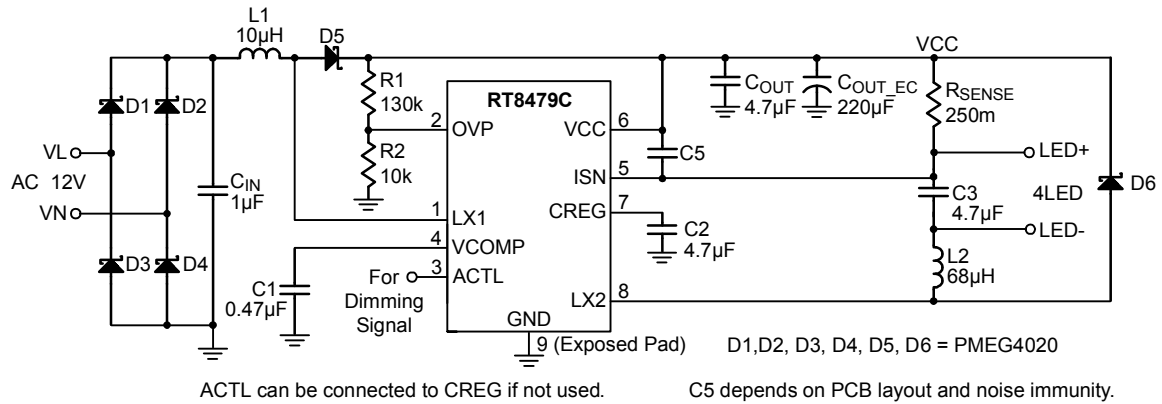 L1
10µH
D5
VCC
D1
D2
R1
130k
RT8479C
COUT
4.7µF
COUT_EC
220µF
RSENSE
250m
2
OVP
VCC
6
VL
AC 12V
VN
CIN
1µF
R2
10k
C5
ISN
5
LED+
C3
4.7µF
4LED
D6
CREG
7
1
LX1
C2
4.7µF
LED-
D3
D4
4
VCOMP
C1
0.47µF
For
Dimming
Signal
3
ACTL
L2
68µH
LX2
8
GND
9 (Exposed Pad)
D1,D2, D3, D4, D5, D6 = PMEG4020
ACTL can be connected to CREG if not used.
C5 depends on PCB layout and noise immunity.